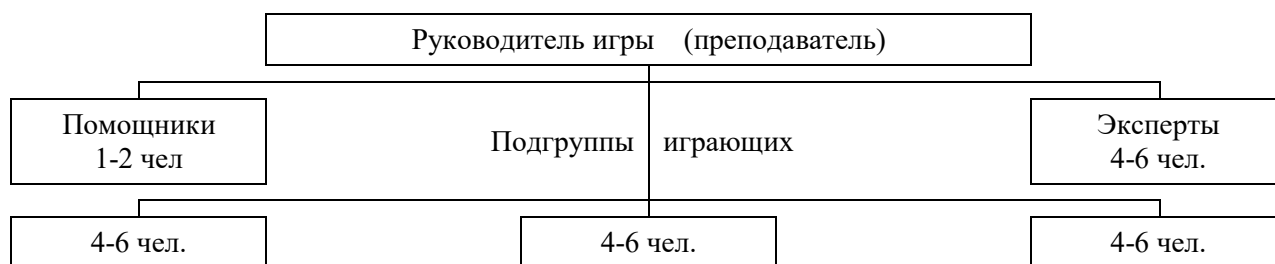 Руководитель игры (преподаватель)
Помощники
1-2 чел
Подгруппы играющих
Эксперты
4-6 чел.
4-6 чел.
4-6 чел.
4-6 чел.